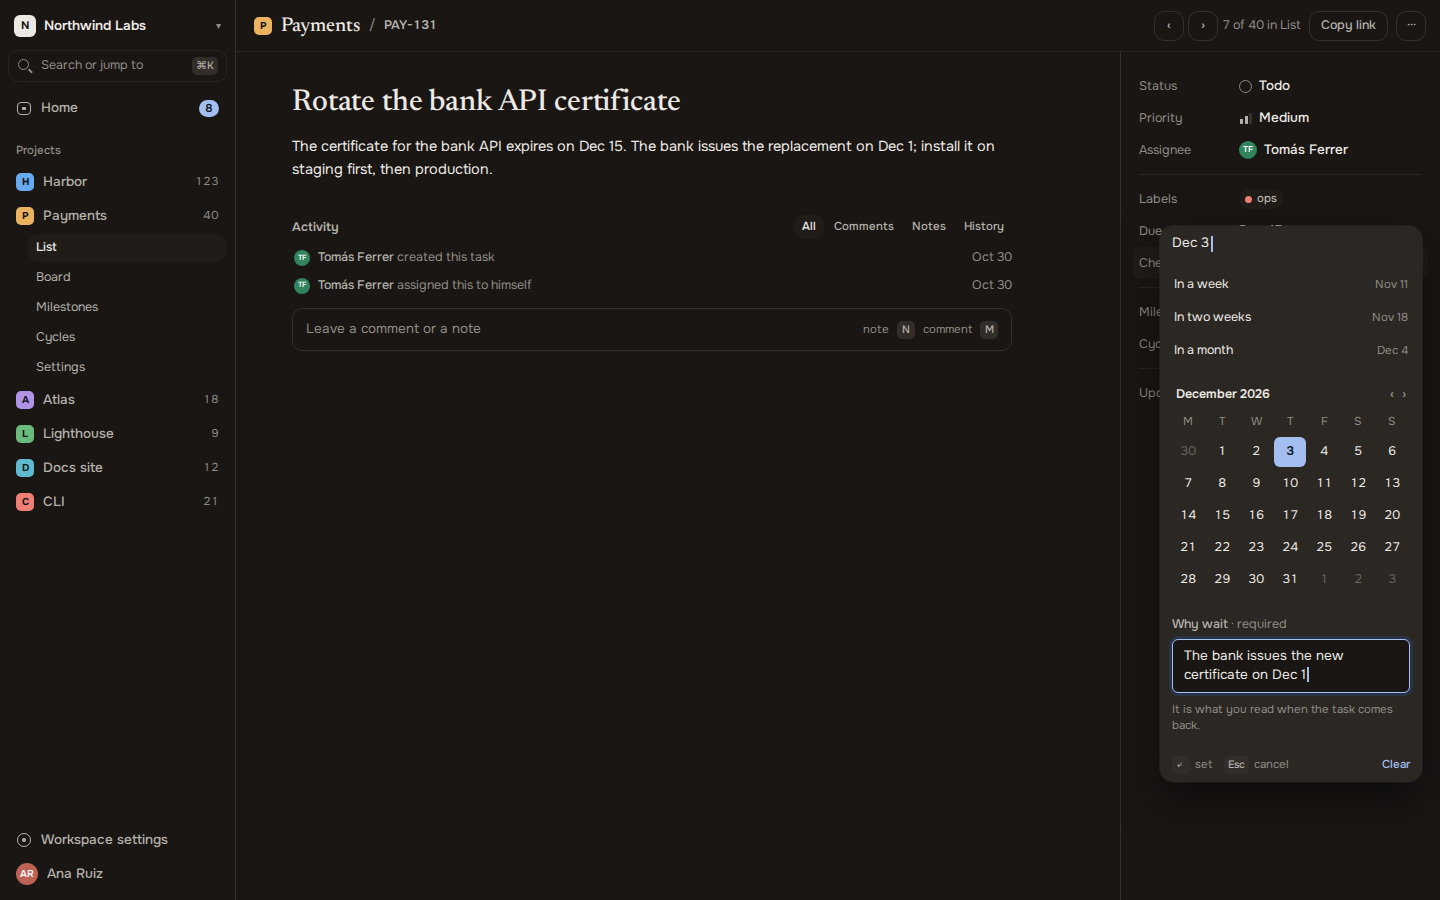 N Northwind Labs
Search or jump to ⌘K
Home 8
Projects
H Harbor 123
P Payments 40
List
Board
Milestones
Cycles
Settings
A Atlas 18
L Lighthouse 9
D Docs site 12
C CLI 21
Workspace settings
AR Ana Ruiz
P Payments / PAY-131
7 of 40 in List Copy link
Rotate the bank API certificate
The certificate for the bank API expires on Dec 15. The bank issues the replacement on Dec 1; install it on
staging first, then production.
Activity All Comments Notes History
TF Tomás Ferrer created this task Oct 30
TF Tomás Ferrer assigned this to himself Oct 30
Leave a comment or a note note N comment M
Status Todo
Priority Medium
Assignee TF Tomás Ferrer
Labels ops
Due
Che
Mile
Cyc
Upd
Dec 3
In a week Nov 11
In two weeks Nov 18
In a month Dec 4
December 2026 ‹ ›
M T W T F S S
30 1 2 3 4 5 6
7 8 9 10 11 12 13
14 15 16 17 18 19 20
21 22 23 24 25 26 27
28 29 30 31 1 2 3
Why wait · required
The bank issues the new
certificate on Dec 1
It is what you read when the task comes
back.
set Esc cancel Clear